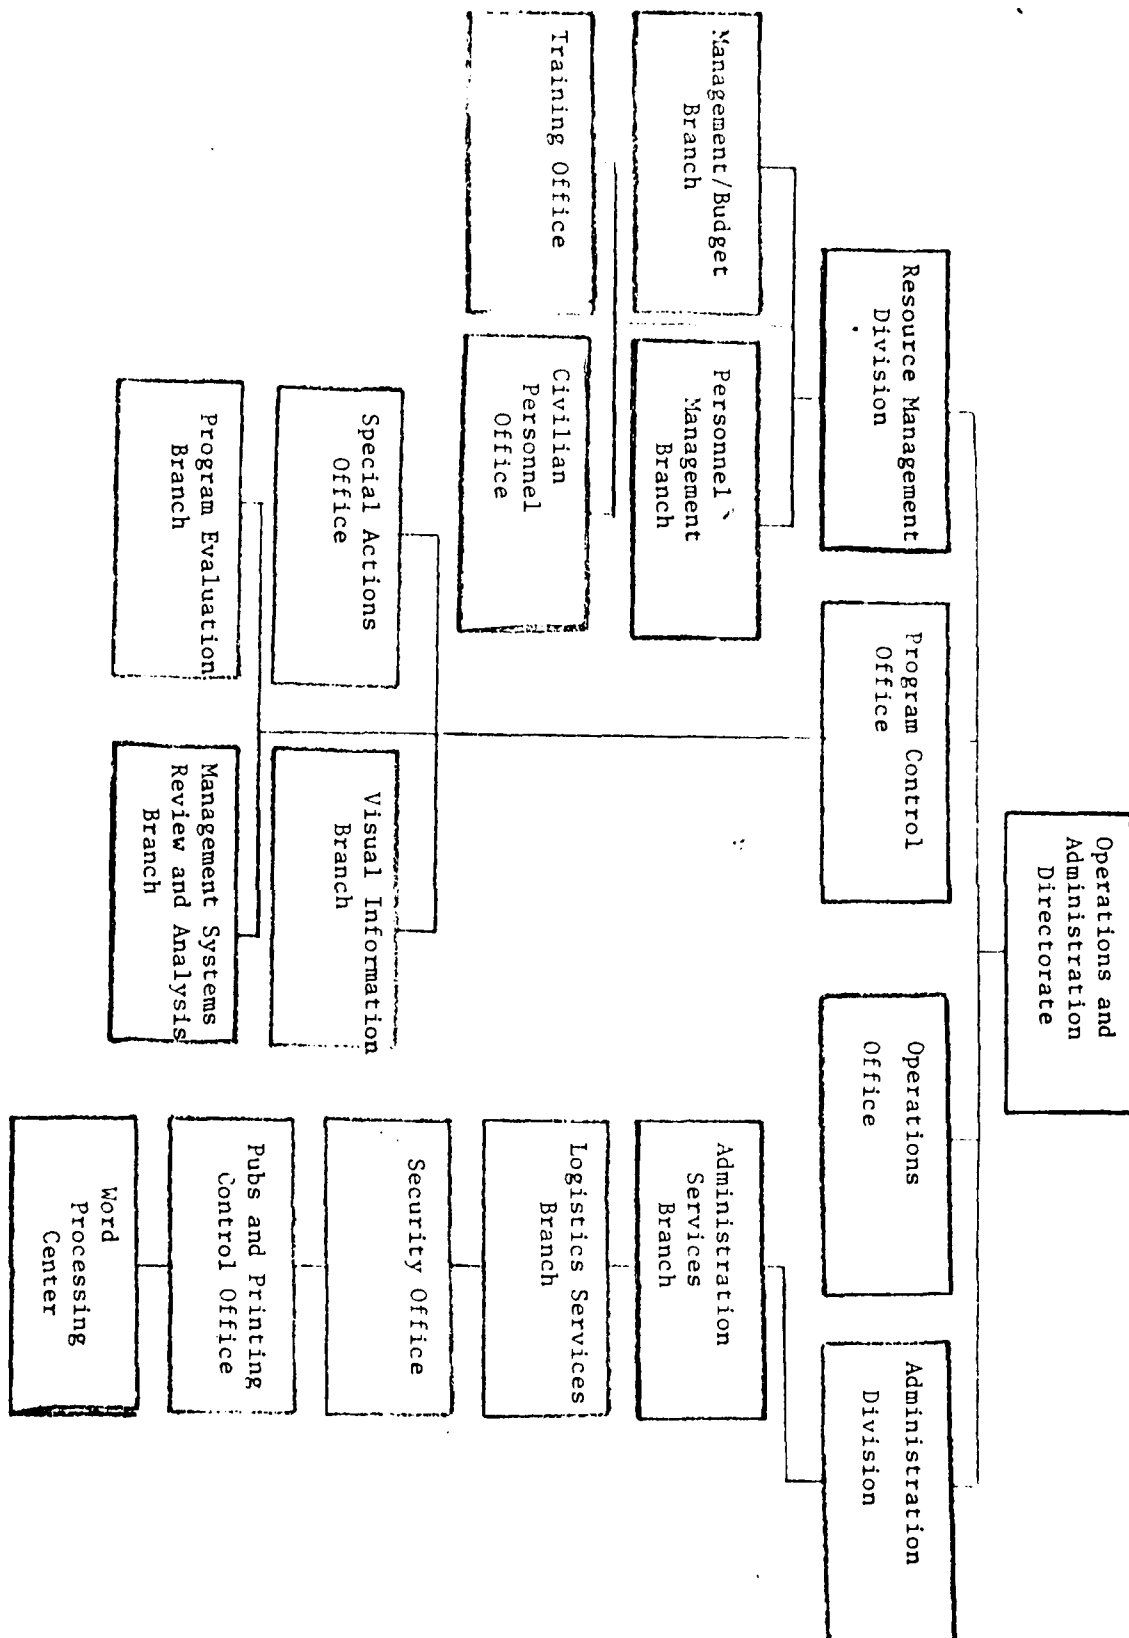 Operations and
Administration
Directorate
Resource Management
Division
Program Control
Office
Operations
Office
Administration
Division
Management/Budget
Branch
Personnel
Management
Branch
Training Office
Civilian
Personnel
Office
Special Actions
Office
Visual Information
Branch
Program Evaluation
Branch
Management Systems
Review and Analysis
Branch
Administration
Services
Branch
Logistics Services
Branch
Security Office
Pubs and Printing
Control Office
Word
Processing
Center